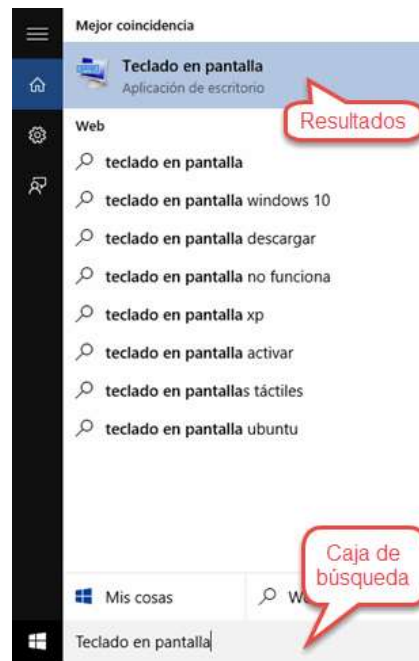 Mejor coincidencia
Teclado en pantalla
Aplicación de escritorio
Resultados
Web
teclado en pantalla
teclado en pantalla windows 10
teclado en pantalla descargar
teclado en pantalla no funciona
teclado en pantalla xp
teclado en pantalla activar
teclado en pantallas táctiles
teclado en pantalla ubuntu
Caja de
búsqueda
Mis cosas
Teclado en pantalla